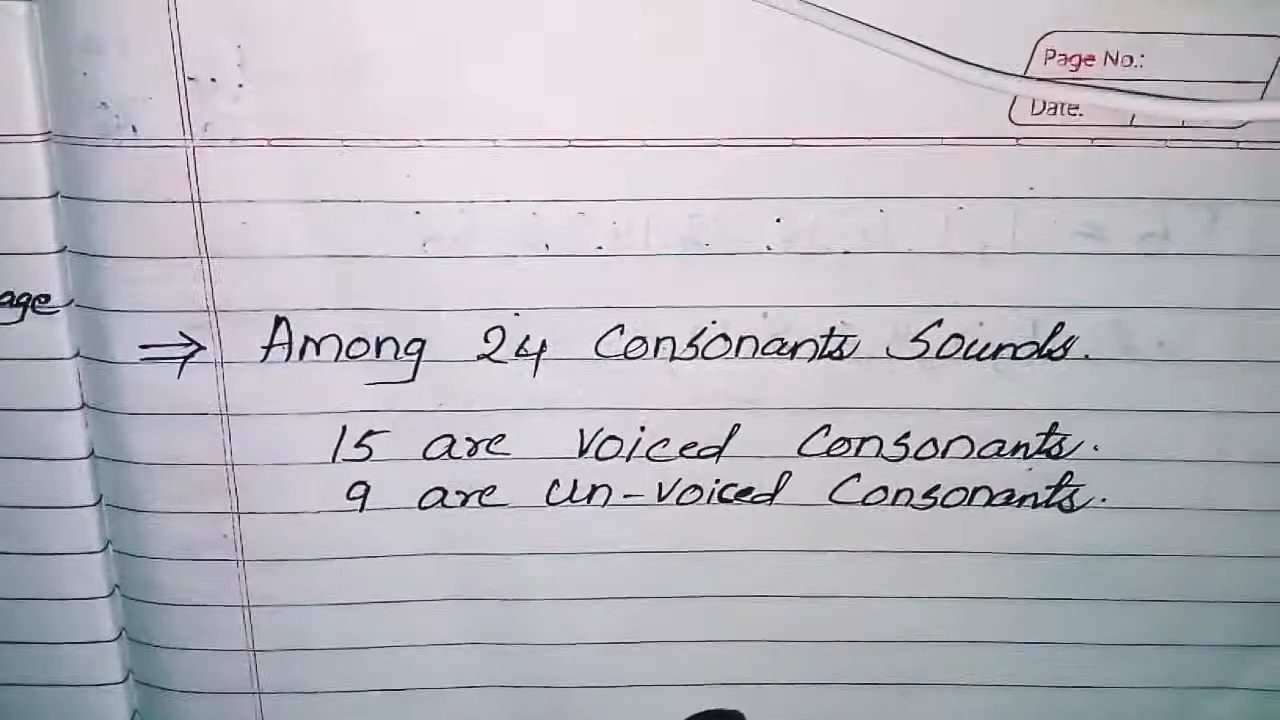 Page No.:
Date.
age
⇒ Among 24 Consonants Sounds.
15 are voiced Consonants.
9 are un-voiced Consonants.